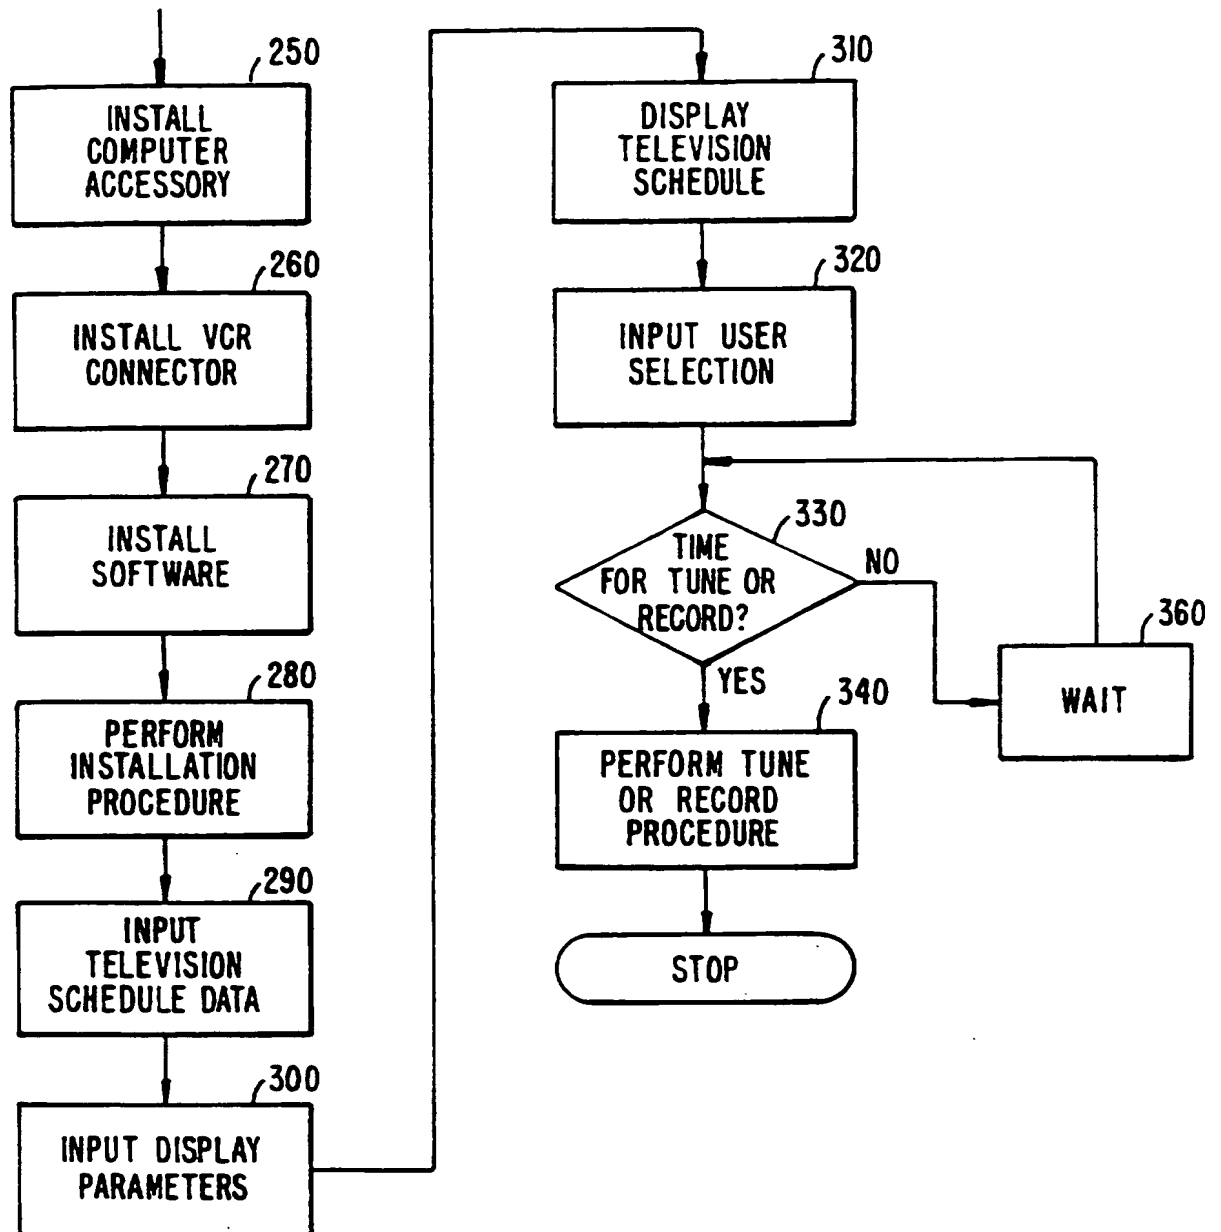 250
INSTALL
COMPUTER
ACCESSORY
260
INSTALL VCR
CONNECTOR
270
INSTALL
SOFTWARE
280
PERFORM
INSTALLATION
PROCEDURE
290
INPUT
TELEVISION
SCHEDULE DATA
300
INPUT DISPLAY
PARAMETERS
310
DISPLAY
TELEVISION
SCHEDULE
320
INPUT USER
SELECTION
330
TIME
FOR TUNE OR
RECORD?
NO
YES
360
WAIT
340
PERFORM TUNE
OR RECORD
PROCEDURE
STOP